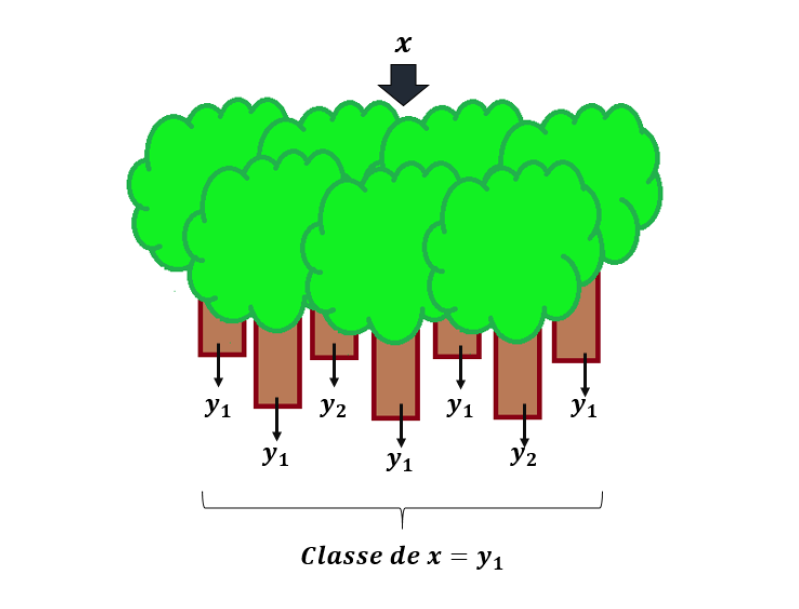 x
y₁ y₂ y₁ y₁
y₁ y₁ y₂
Classe de x = y₁